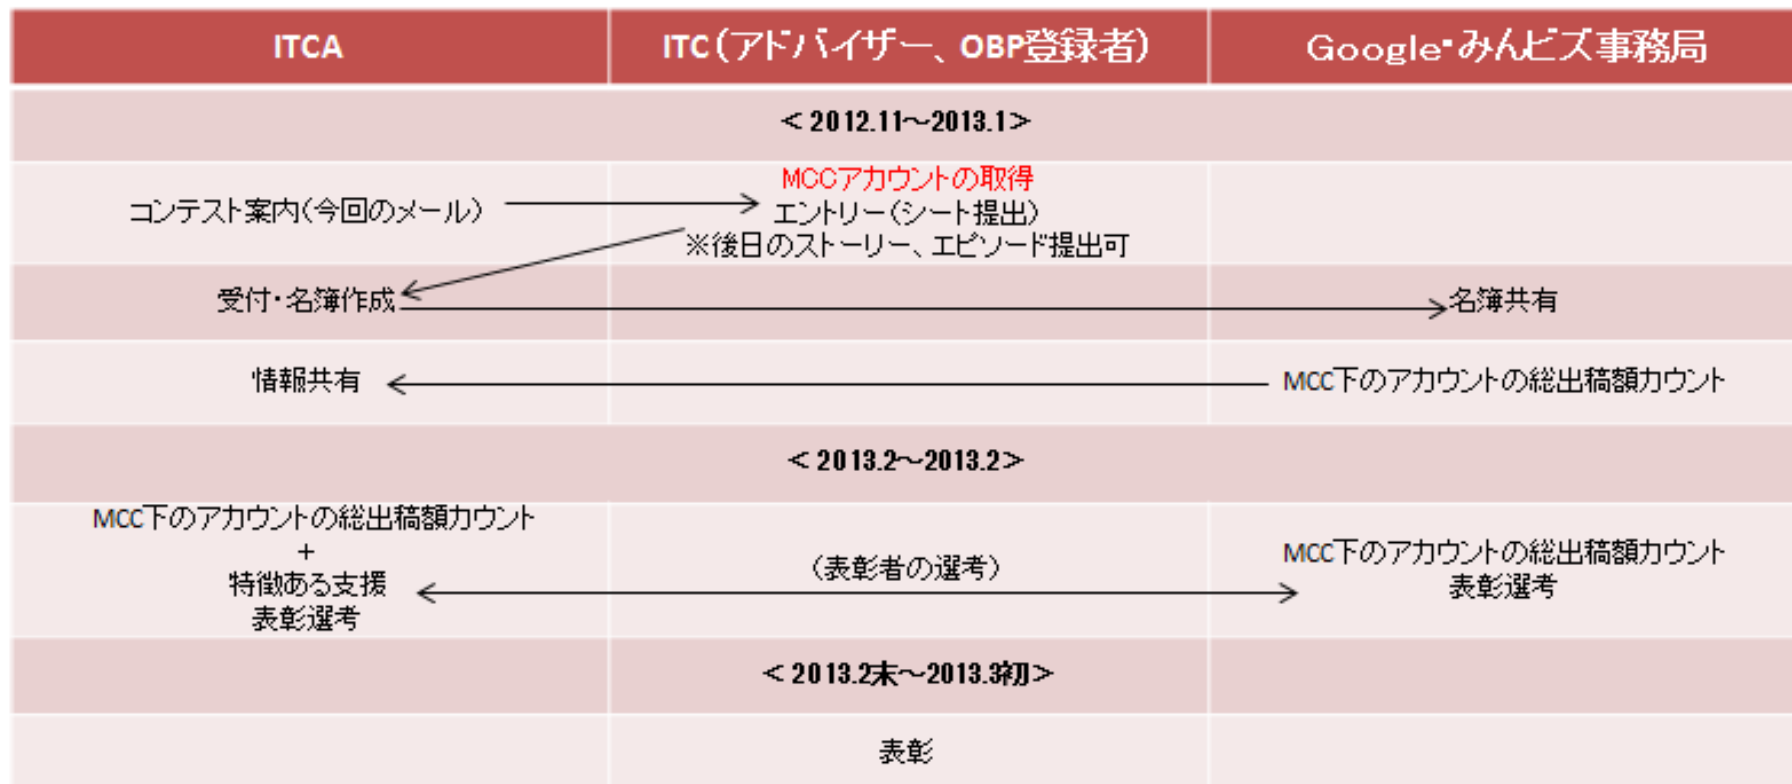 ITCA
ITC(アドバイザー、OBP登録者)
Google・みんビズ事務局
<2012.11～2013.1>
コンテスト案内(今回のメール)
MCCアカウントの取得
エントリー(シート提出)
※後日のストーリー、エピソード提出可
受付・名簿作成
名簿共有
情報共有
MCC下のアカウントの総出稿額カウント
<2013.2～2013.2>
MCC下のアカウントの総出稿額カウント
+
特徴ある支援
表彰選考
(表彰者の選考)
MCC下のアカウントの総出稿額カウント
表彰選考
<2013.2末～2013.3初>
表彰